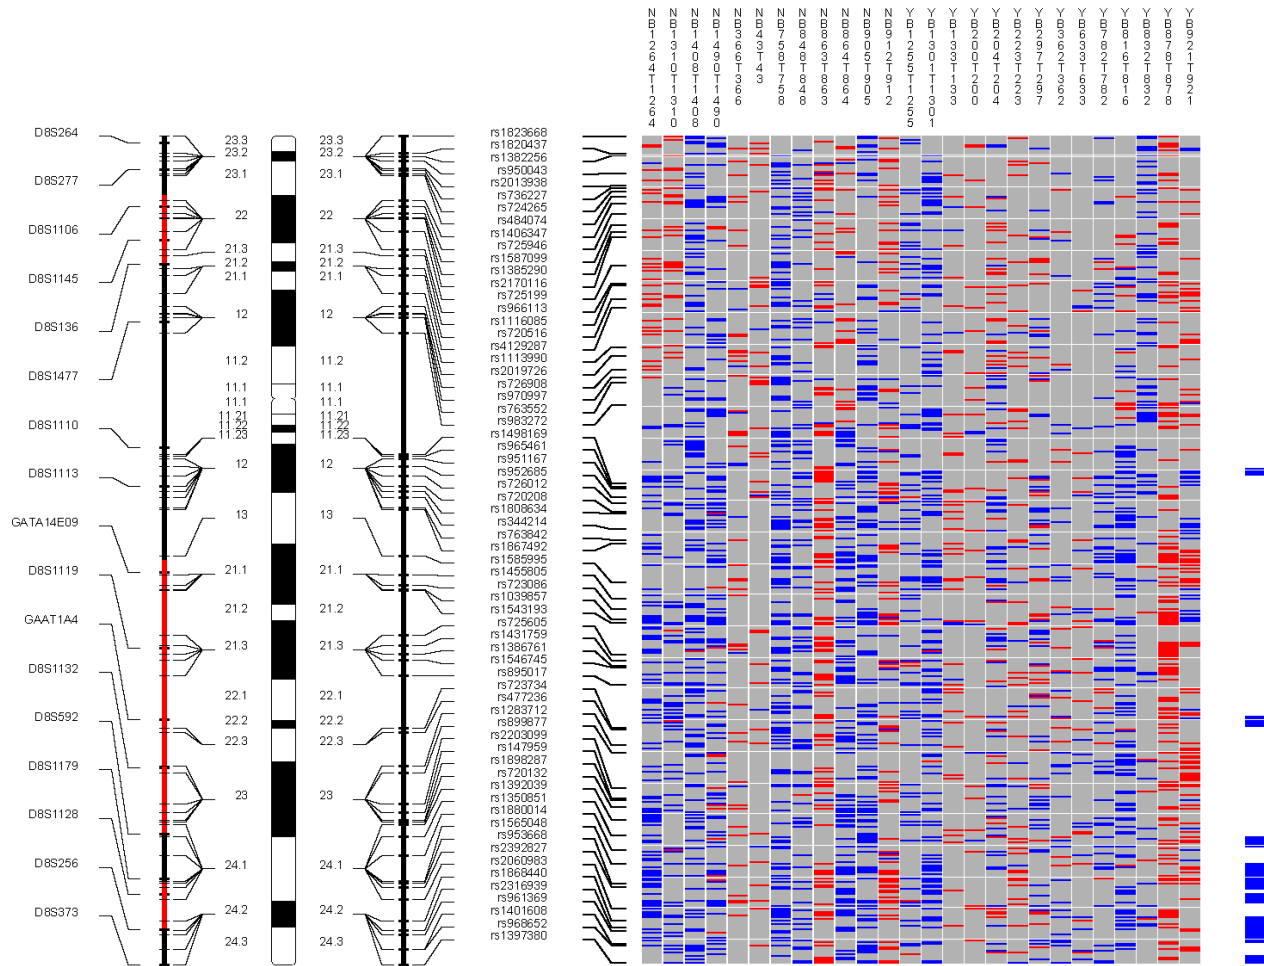 NB1264T1264
NB1310T1310
NB1408T1408
NB1490T1490
NB366T366
NB43T43
NB758T758
NB848T848
NB863T863
NB864T864
NB905T905
NB912T912
YB1255T1255
YB1301T1301
YB133T133
YB200T200
YB204T204
YB223T223
YB297T297
YB362T362
YB633T633
YB782T782
YB816T816
YB832T832
YB878T878
YB921T921
D8S264
D8S277
D8S1106
D8S1145
D8S136
D8S1477
D8S1110
D8S1113
GATA14E09
D8S1119
GAAT1A4
D8S1132
D8S592
D8S1179
D8S1128
D8S256
D8S373
23.3
23.2
23.1
22
21.3
21.2
21.1
12
11.2
11.1
11.1
11.21
11.22
11.23
12
13
21.1
21.2
21.3
22.1
22.2
22.3
23
24.1
24.2
24.3
23.3
23.2
23.1
22
21.3
21.2
21.1
12
11.2
11.1
11.1
11.21
11.22
11.23
12
13
21.1
21.2
21.3
22.1
22.2
22.3
23
24.1
24.2
24.3
rs1823668
rs1820437
rs1382256
rs950043
rs2013938
rs736227
rs724265
rs484074
rs1406347
rs725946
rs1587099
rs1385290
rs2170116
rs725199
rs966113
rs1116085
rs720516
rs4129287
rs1113990
rs2019726
rs726908
rs970997
rs763552
rs983272
rs1498169
rs965461
rs951167
rs952685
rs726012
rs720208
rs1808634
rs344214
rs763842
rs1867492
rs1585995
rs1455805
rs723086
rs1039857
rs1543193
rs725605
rs1431759
rs1386761
rs1546745
rs895017
rs723734
rs477236
rs1283712
rs899877
rs2203099
rs147959
rs1898287
rs720132
rs1392039
rs1350851
rs1880014
rs1565048
rs953668
rs2392827
rs2060983
rs1868440
rs2316939
rs961369
rs1401608
rs968652
rs1397380